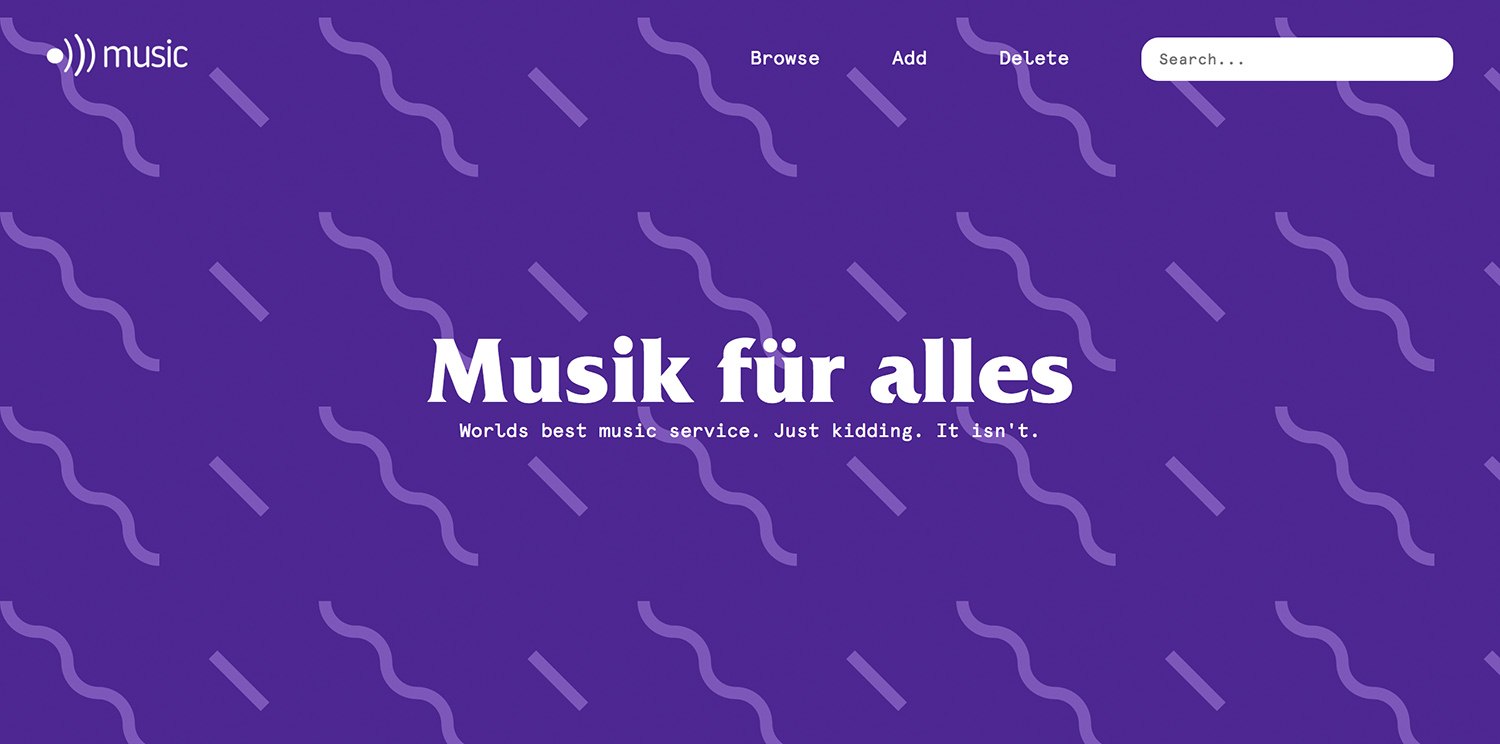 music
Browse
Add
Delete
Search...
Musik für alles
Worlds best music service. Just kidding. It isn't.